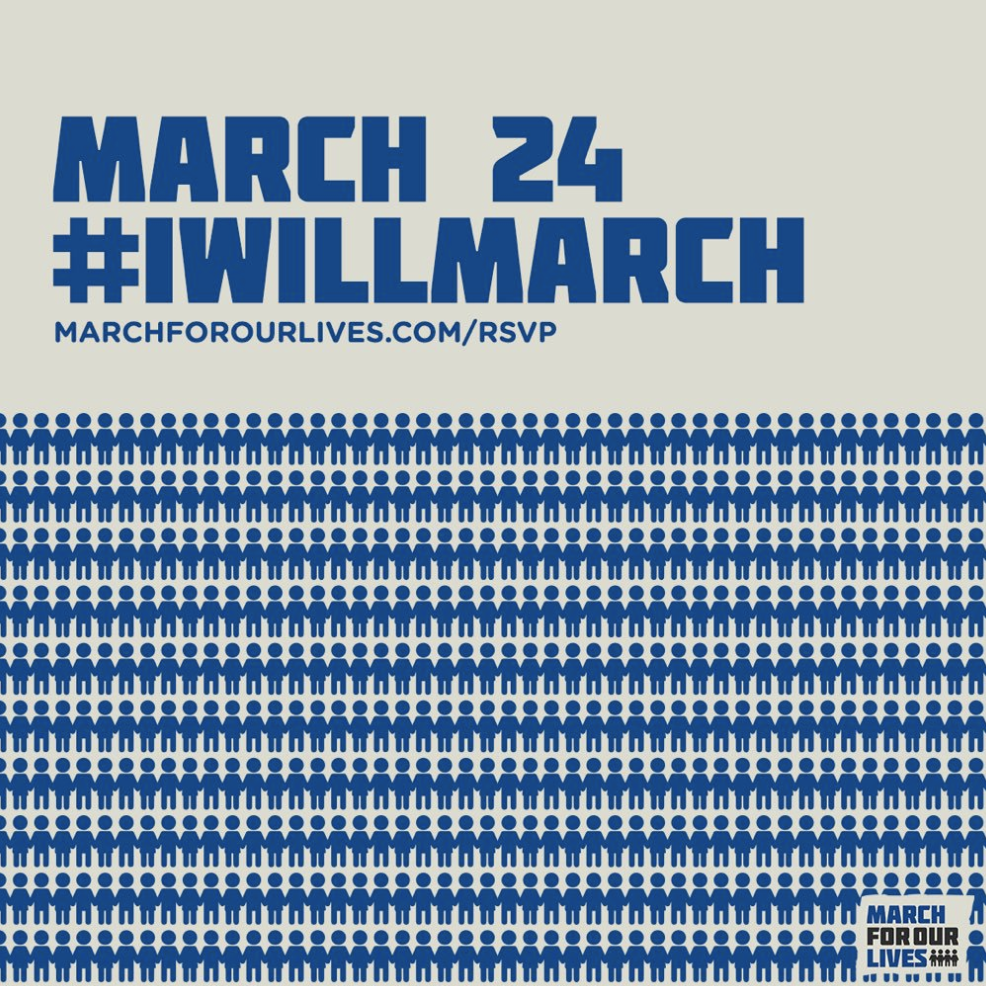 MARCH 24
#IWILLMARCH
MARCHFOROURLIVES.COM/RSVP
MARCH
FOR OUR
LIVES